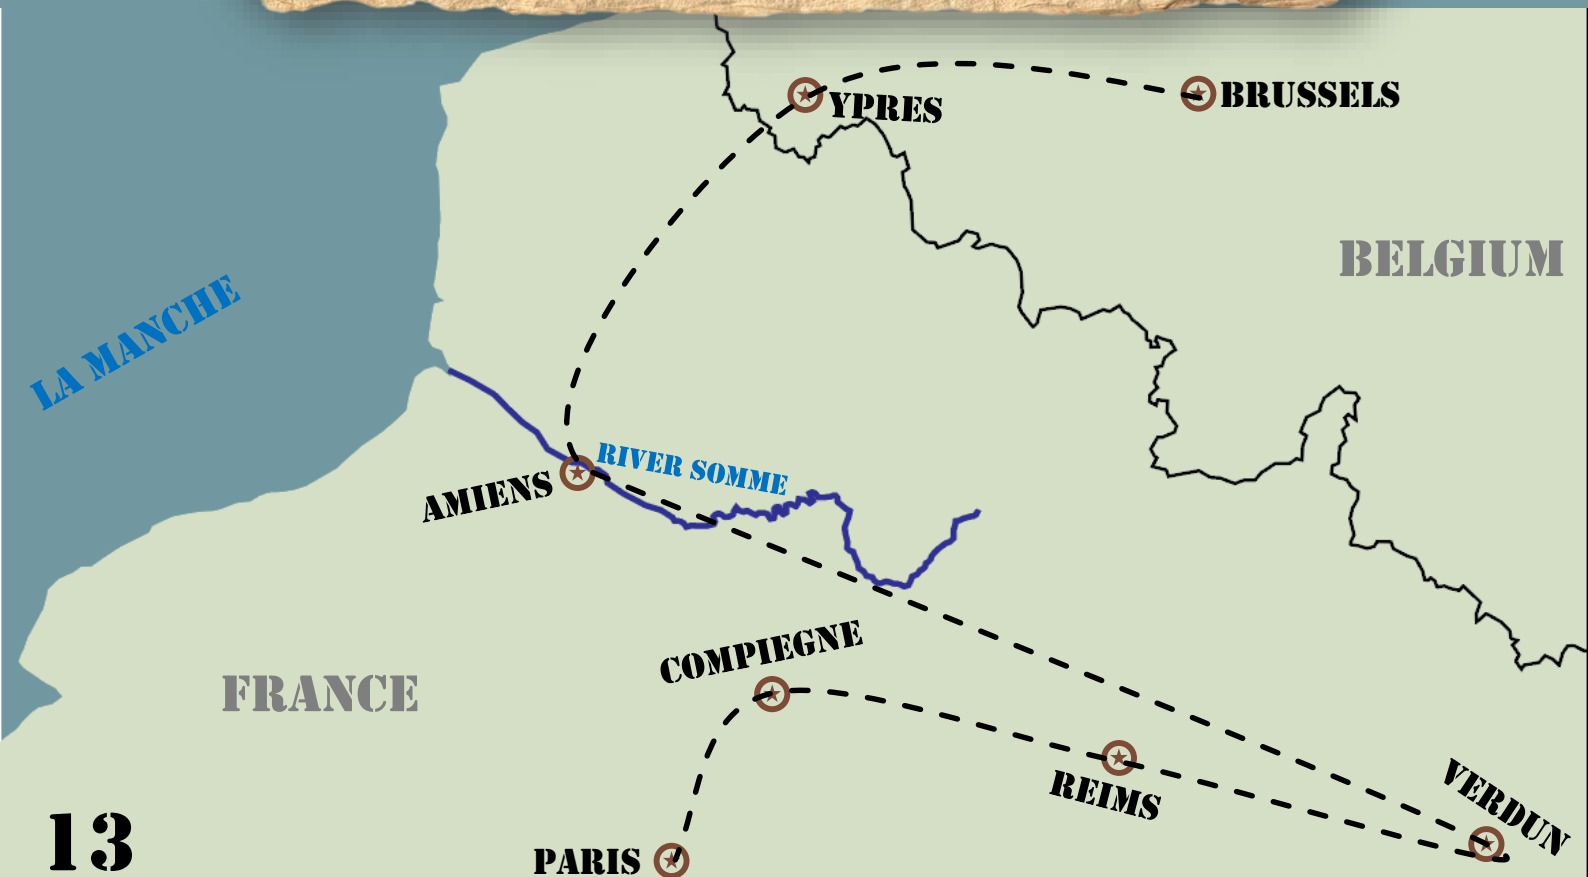 YPRES
BRUSSELS
BELGIUM
LA MANCHE
RIVER SOMME
AMIENS
COMPIEGNE
FRANCE
REIMS
VERDUN
13
PARIS